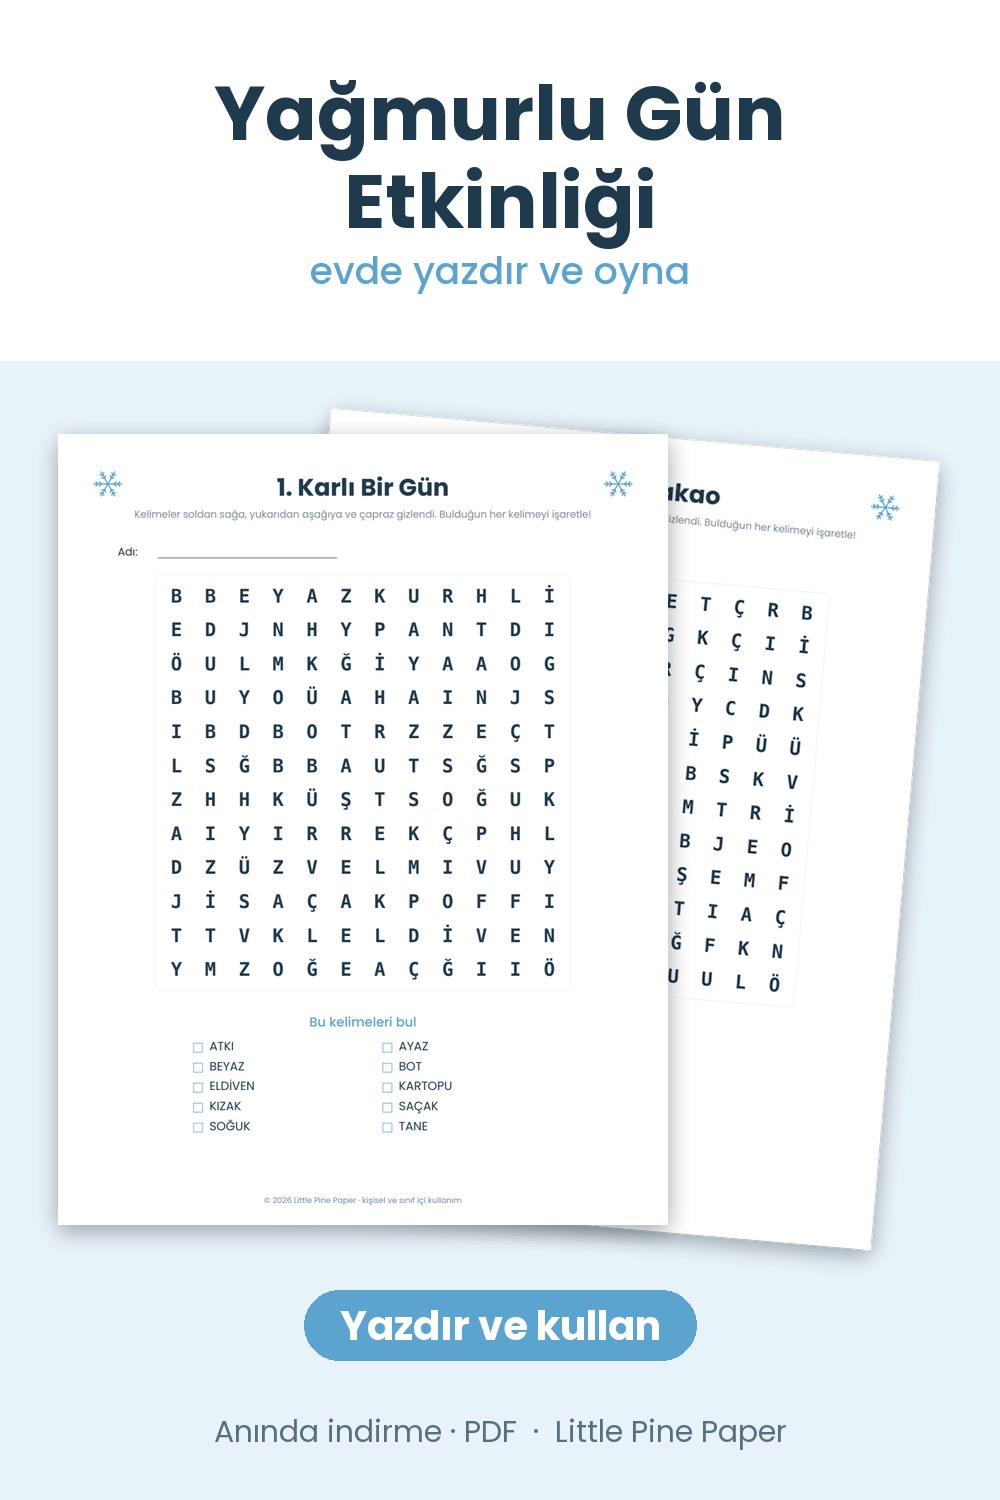 Yağmurlu Gün
Etkinliği
evde yazdır ve oyna
1. Karlı Bir Gün
Kelimeler soldan sağa, yukarıdan aşağıya ve çapraz gizlendi. Bulduğun her kelimeyi işaretle!
Adı:
B B E Y A Z K U R H L İ
E D J N H Y P A N T D I
Ö U L M K Ğ İ Y A A O G
B U Y O Ü A H A I N J S
I B D B O T R Z Z E Ç T
L S Ğ B B A U T S Ğ S P
Z H H K Ü Ş T S O Ğ U K
A I Y I R R E K Ç P H L
D Z Ü Z V E L M I V U Y
J İ S A Ç A K P O F F I
T T V K L E L D İ V E N
Y M Z O Ğ E A Ç Ğ I I Ö
Bu kelimeleri bul
ATKI
BEYAZ
ELDİVEN
KIZAK
SOĞUK
AYAZ
BOT
KARTOPU
SAÇAK
TANE
© 2026 Little Pine Paper · kişisel ve sınıf içi kullanım
akao
izlendi. Bulduğun her kelimeyi işaretle!
E T Ç R B
G K Ç I İ
Ç I N S
Y C D K
İ P Ü Ü
B S K V
M T R İ
B J E O
Ş E M F
T I A Ç
Ğ F K N
U U L Ö
Yazdır ve kullan
Anında indirme · PDF · Little Pine Paper